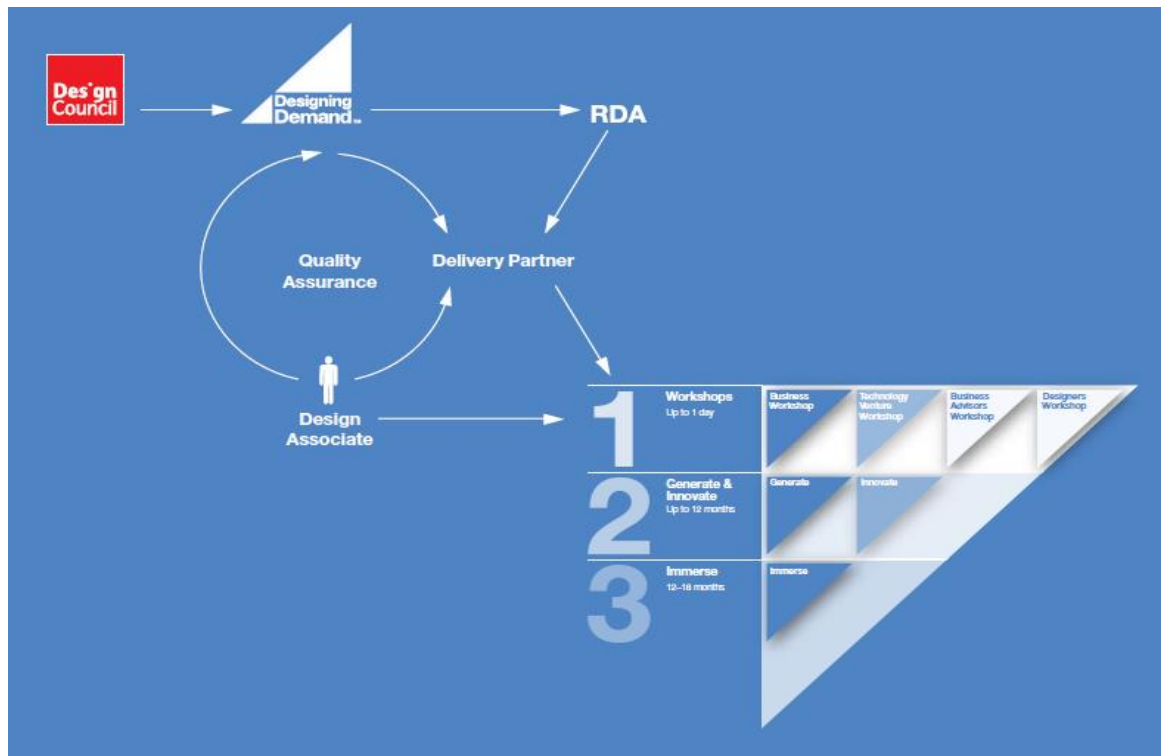 Design
Council
Designing
Demand
RDA
Quality
Assurance
Delivery Partner
Design
Associate
1
Workshops
Up to 1 day
Business
Workshop
Technology
Venture
Workshop
Business
Advisors
Workshop
Designers
Workshop
2
Generate &
Innovate
Up to 12 months
Generate
Innovate
3
Immerse
12–18 months
Immerse